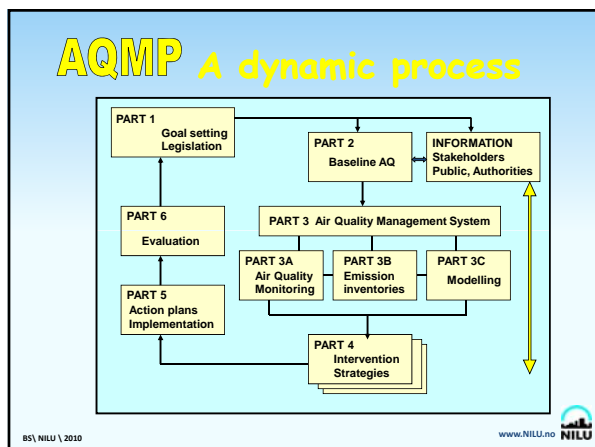 AQMP A dynamic process
PART 1
Goal setting
Legislation
PART 2
Baseline AQ
INFORMATION
Stakeholders
Public, Authorities
PART 3 Air Quality Management System
PART 3A
Air Quality
Monitoring
PART 3B
Emission
inventories
PART 3C
Modelling
PART 4
Intervention
Strategies
PART 5
Action plans
Implementation
PART 6
Evaluation
BS\ NILU \ 2010
www.NILU.no
NILU